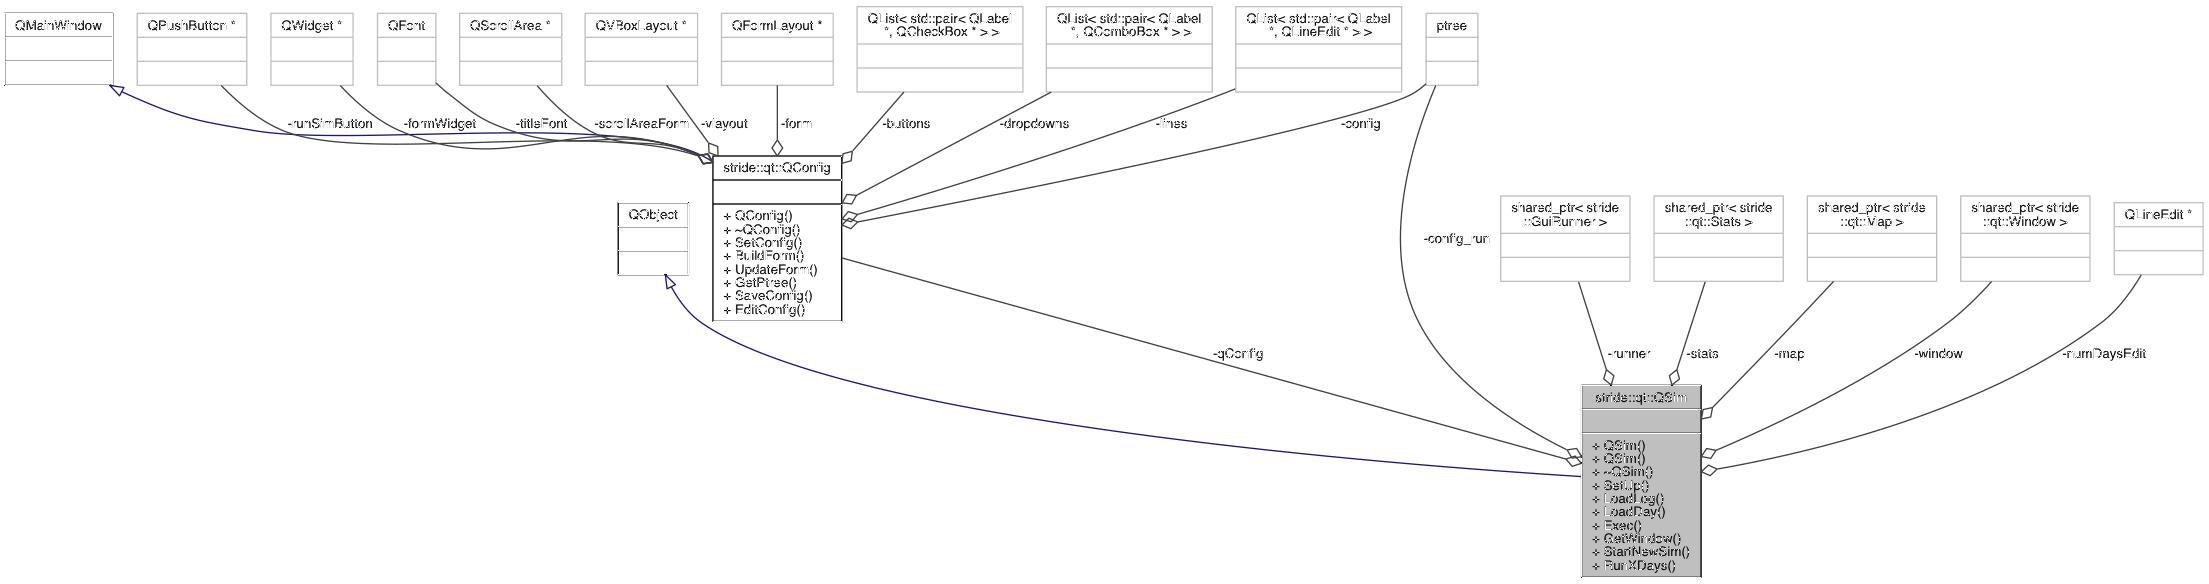 QMainWindow
QPushButton *
QWidget *
QFont
QScrollArea *
QVBoxLayout *
QFormLayout *
QList< std::pair< QLabel
*, QCheckBox * > >
QList< std::pair< QLabel
*, QComboBox * > >
QList< std::pair< QLabel
*, QLineEdit * > >
ptree
-runSimButton
-formWidget
-titleFont
-scrollAreaForm
-vlayout
-form
-buttons
-dropdowns
-lines
-config
stride::qt::QConfig
+ QConfig()
+ ~QConfig()
+ SetConfig()
+ BuildForm()
+ UpdateForm()
+ GetPtree()
+ SaveConfig()
+ EditConfig()
QObject
-config_run
shared_ptr< stride
::GuiRunner >
shared_ptr< stride
::qt::Stats >
shared_ptr< stride
::qt::Map >
shared_ptr< stride
::qt::Window >
QLineEdit *
-qConfig
-runner
-stats
-map
-window
-numDaysEdit
stride::qt::QSim
+ QSim()
+ QSim()
+ ~QSim()
+ SetUp()
+ LoadLog()
+ LoadDay()
+ Exec()
+ GetWindow()
+ StartNewSim()
+ RunXDays()